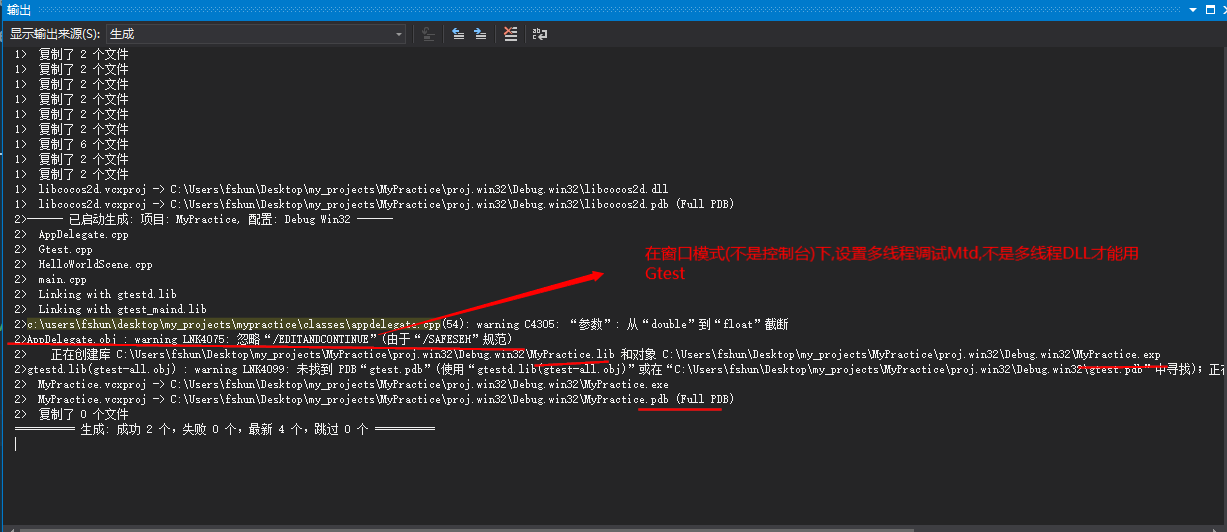 输出
显示输出来源(S): 生成
1>  复制了 2 个文件
1>  复制了 2 个文件
1>  复制了 2 个文件
1>  复制了 2 个文件
1>  复制了 2 个文件
1>  复制了 2 个文件
1>  复制了 6 个文件
1>  复制了 2 个文件
1>  复制了 2 个文件
1>  libcocos2d.vcxproj -> C:\Users\fshun\Desktop\my_projects\MyPractice\proj.win32\Debug.win32\libcocos2d.dll
1>  libcocos2d.vcxproj -> C:\Users\fshun\Desktop\my_projects\MyPractice\proj.win32\Debug.win32\libcocos2d.pdb (Full PDB)
2>------ 已启动生成: 项目: MyPractice, 配置: Debug Win32 ------
2>  AppDelegate.cpp
2>  Gtest.cpp
2>  HelloWorldScene.cpp
2>  main.cpp
2>  Linking with gtestd.lib
2>  Linking with gtest_maind.lib
在窗口模式(不是控制台)下,设置多线程调试Mtd,不是多线程DLL才能用
Gtest
2>c:\users\fshun\desktop\my_projects\mypractice\classes\appdelegate.cpp(54): warning C4305: “参数”: 从“double”到“float”截断
2>AppDelegate.obj : warning LNK4075: 忽略“/EDITANDCONTINUE”(由于“/SAFESEH”规范)
2>     正在创建库 C:\Users\fshun\Desktop\my_projects\MyPractice\proj.win32\Debug.win32\MyPractice.lib 和对象 C:\Users\fshun\Desktop\my_projects\MyPractice\proj.win32\Debug.win32\MyPractice.exp
2>gtestd.lib(gtest-all.obj) : warning LNK4099: 未找到 PDB“gtest.pdb”(使用“gtestd.lib(gtest-all.obj)”或在“C:\Users\fshun\Desktop\my_projects\MyPractice\proj.win32\Debug.win32\gtest.pdb”中寻找)；正在
2>  MyPractice.vcxproj -> C:\Users\fshun\Desktop\my_projects\MyPractice\proj.win32\Debug.win32\MyPractice.exe
2>  MyPractice.vcxproj -> C:\Users\fshun\Desktop\my_projects\MyPractice\proj.win32\Debug.win32\MyPractice.pdb (Full PDB)
2>  复制了 0 个文件
========== 生成: 成功 2 个，失败 0 个，最新 4 个，跳过 0 个 ==========